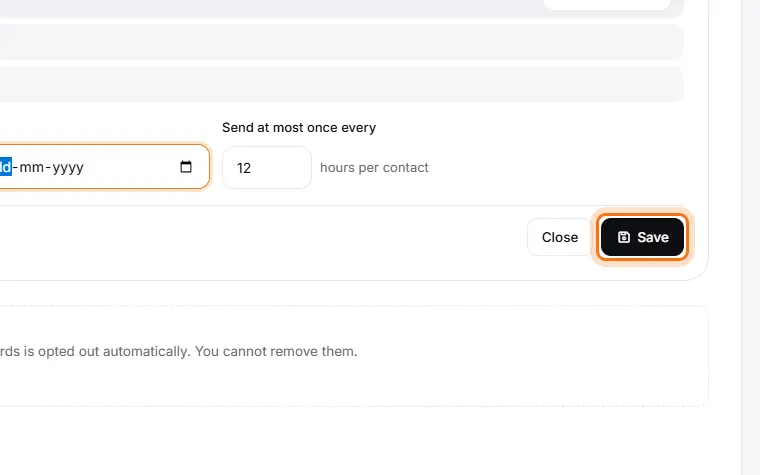 Send at most once every
dd-mm-yyyy
12
hours per contact
Close
Save
rds is opted out automatically. You cannot remove them.